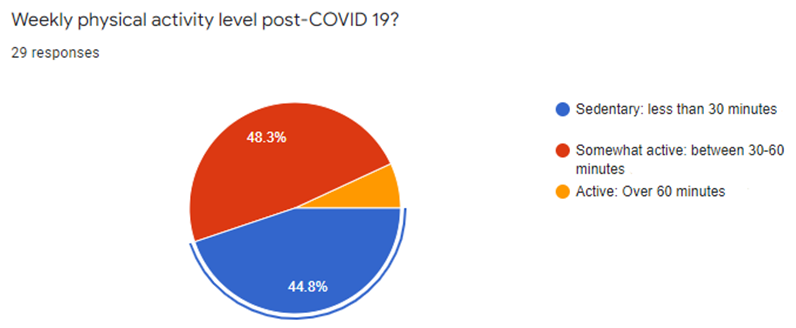 Weekly physical activity level post-COVID 19?
29 responses
48.3%
44.8%
Sedentary: less than 30 minutes
Somewhat active: between 30-60
minutes
Active: Over 60 minutes